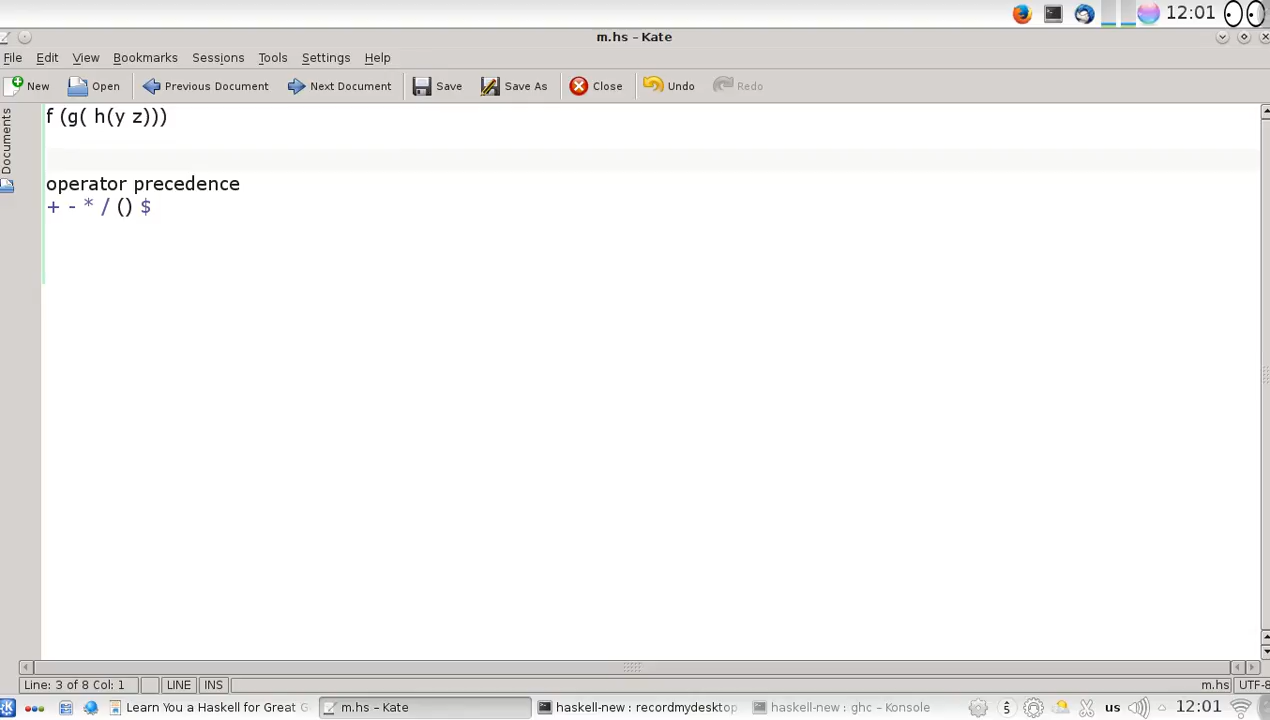 12:01
m.hs – Kate
File Edit View Bookmarks Sessions Tools Settings Help
New Open Previous Document Next Document Save Save As Close Undo Redo
Documents
f (g( h(y z)))
operator precedence
+ - * / () $
Line: 3 of 8 Col: 1 LINE INS m.hs UTF-8
Learn You a Haskell for Great G m.hs – Kate haskell-new : recordmydesktop haskell-new : ghc – Konsole us 12:01